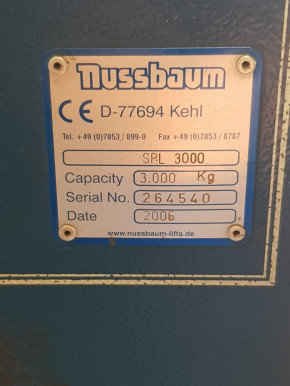 nussbaum
CE D-77694 Kehl
Tel. +49 (0)7853 / 899-0 Fax +49 (0)7853 / 8787
SPL 3000
Capacity 3.000 Kg
Serial No. 264540
Date 2006
www.nussbaum-lifts.de